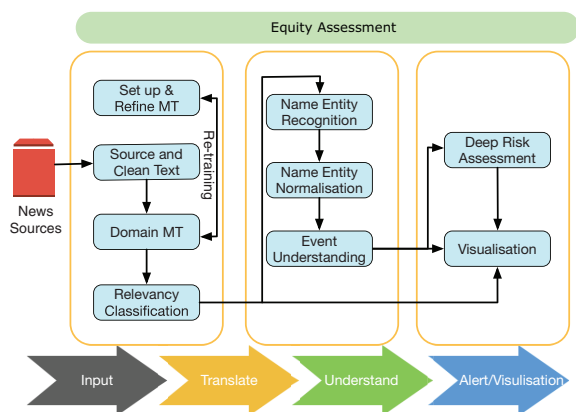 Equity Assessment
Set up &
Refine MT
Re-training
Source and
Clean Text
News
Sources
Domain MT
Relevancy
Classification
Name Entity
Recognition
Name Entity
Normalisation
Event
Understanding
Deep Risk
Assessment
Visualisation
Input
Translate
Understand
Alert/Visulisation